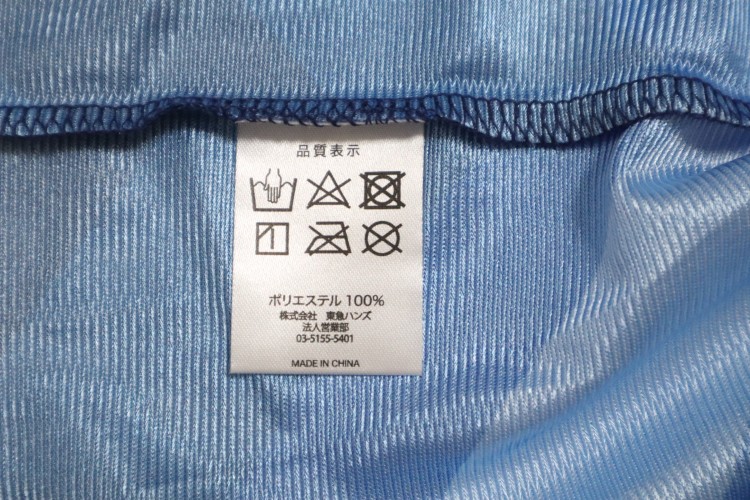 品質表示
ポリエステル 100%
株式会社 東急ハンズ
法人営業部
03-5155-5401
MADE IN CHINA